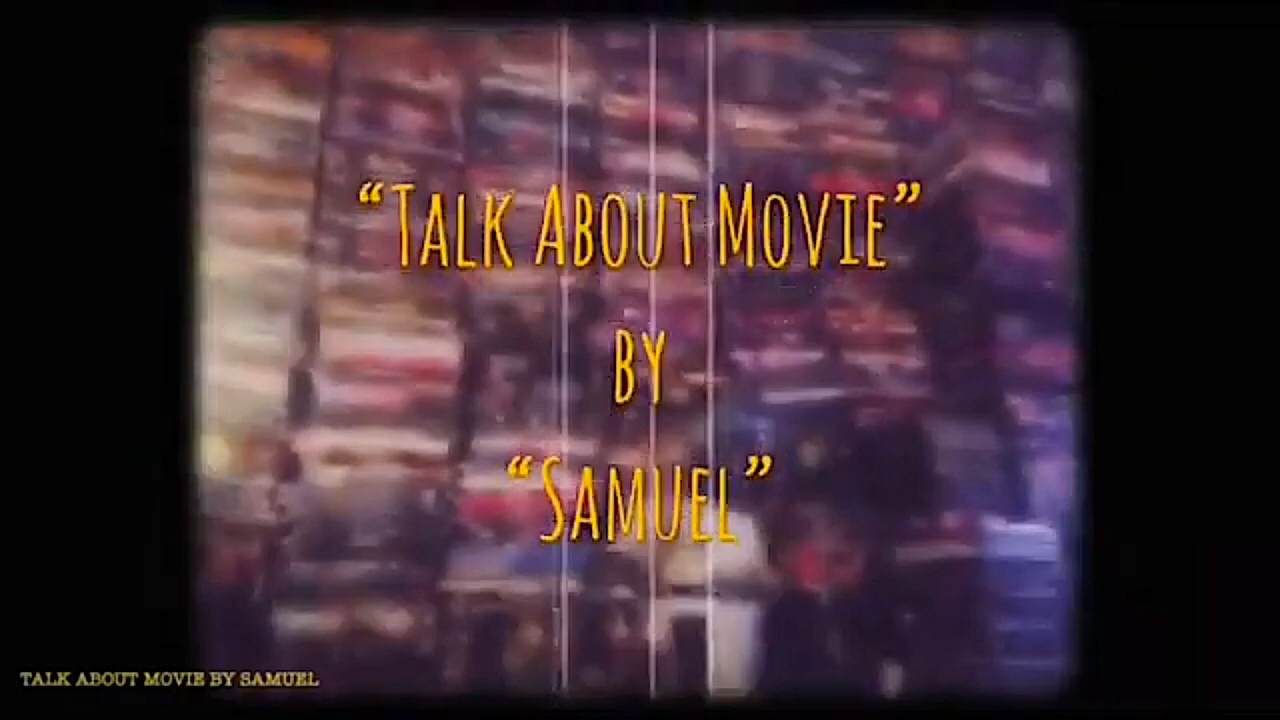 “TALK ABOUT MOVIE”
BY
“SAMUEL”
TALK ABOUT MOVIE BY SAMUEL